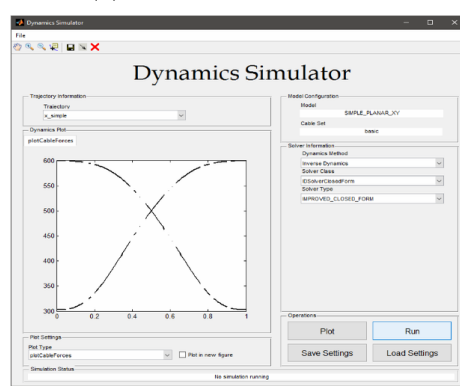 Dynamics Simulator
File
Dynamics Simulator
Trajectory Information
Trajectory
x_simple
Dynamics Plot
plotCableForces
600
550
500
450
400
350
300
0 0.2 0.4 0.6 0.8 1
Plot Settings
Plot Type
plotCableForces
Plot in new figure
Model Configuration
Model
SIMPLE_PLANAR_XY
Cable Set
basic
Solver Information
Dynamics Method
Inverse Dynamics
Solver Class
IDSolverClosedForm
Solver Type
IMPROVED_CLOSED_FORM
Operations
Plot Run
Save Settings Load Settings
Simulation Status
No simulation running